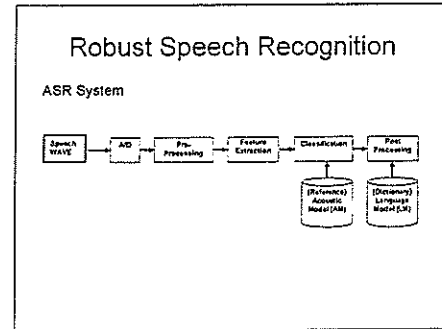 Robust Speech Recognition
ASR System
Speech
WAVE
A/D
Pre-
Processing
Feature
Extraction
Classification
Post
Processing
(Reference)
Acoustic
Model (AM)
(Dictionary)
Language
Model (LM)